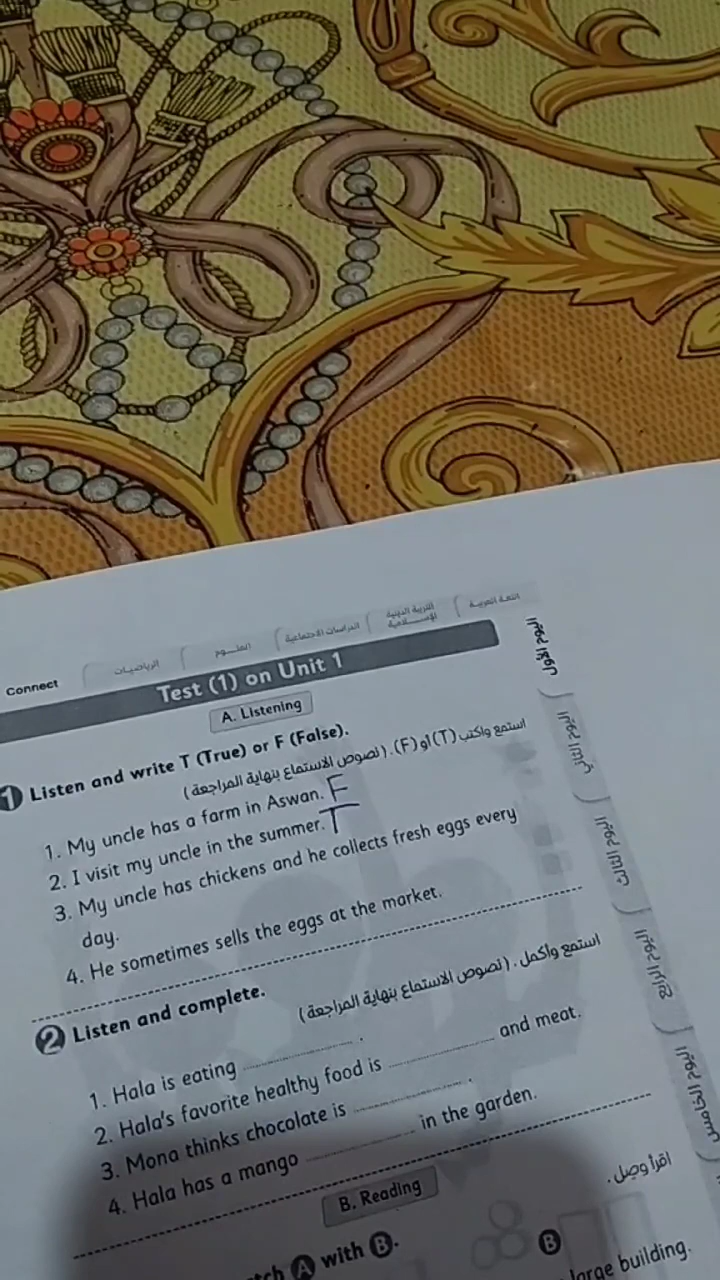 Connect
الرياضيات
العلوم
الدراسات الاجتماعية
التربية الدينية
الإسلامية
اللغة العربية
Test (1) on Unit 1
A. Listening
1 Listen and write T (True) or F (False).
استمع واكتب (T) أو (F). (نصوص الاستماع بنهاية المراجعة)
1. My uncle has a farm in Aswan. F
2. I visit my uncle in the summer. T
3. My uncle has chickens and he collects fresh eggs every
day.
4. He sometimes sells the eggs at the market.
2 Listen and complete.
استمع وأكمل. (نصوص الاستماع بنهاية المراجعة)
1. Hala is eating .
2. Hala's favorite healthy food is and meat.
3. Mona thinks chocolate is .
4. Hala has a mango in the garden.
B. Reading
اقرأ وصل.
A with B.
B
large building.
اليوم الأول
اليوم الثاني
اليوم الثالث
اليوم الرابع
اليوم الخامس